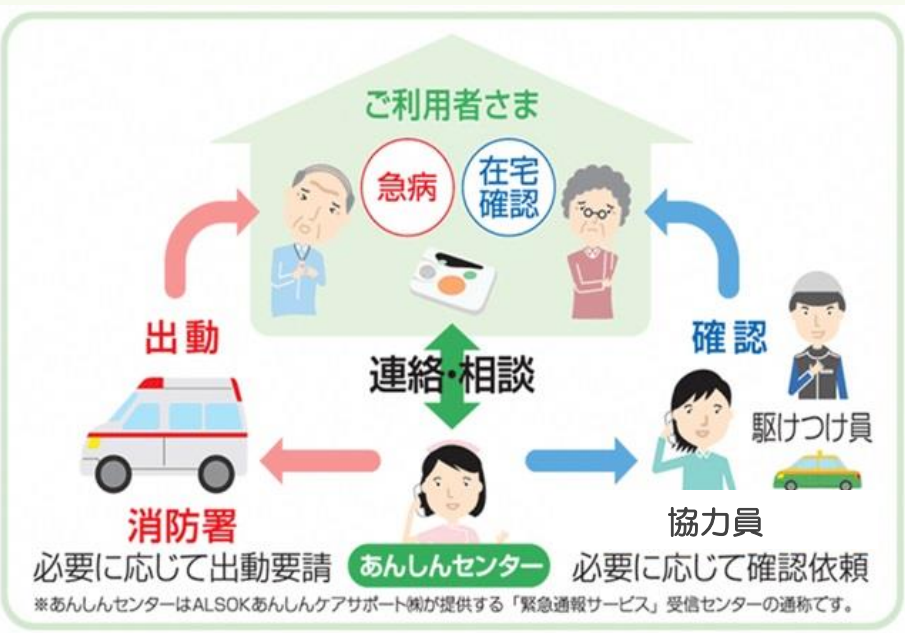 ご利用者さま
急病
在宅
確認
出動
確認
連絡・相談
駆けつけ員
消防署
協力員
必要に応じて出動要請
あんしんセンター
必要に応じて確認依頼
※あんしんセンターはALSOKあんしんケアサポート㈱が提供する「緊急通報サービス」受信センターの通称です。